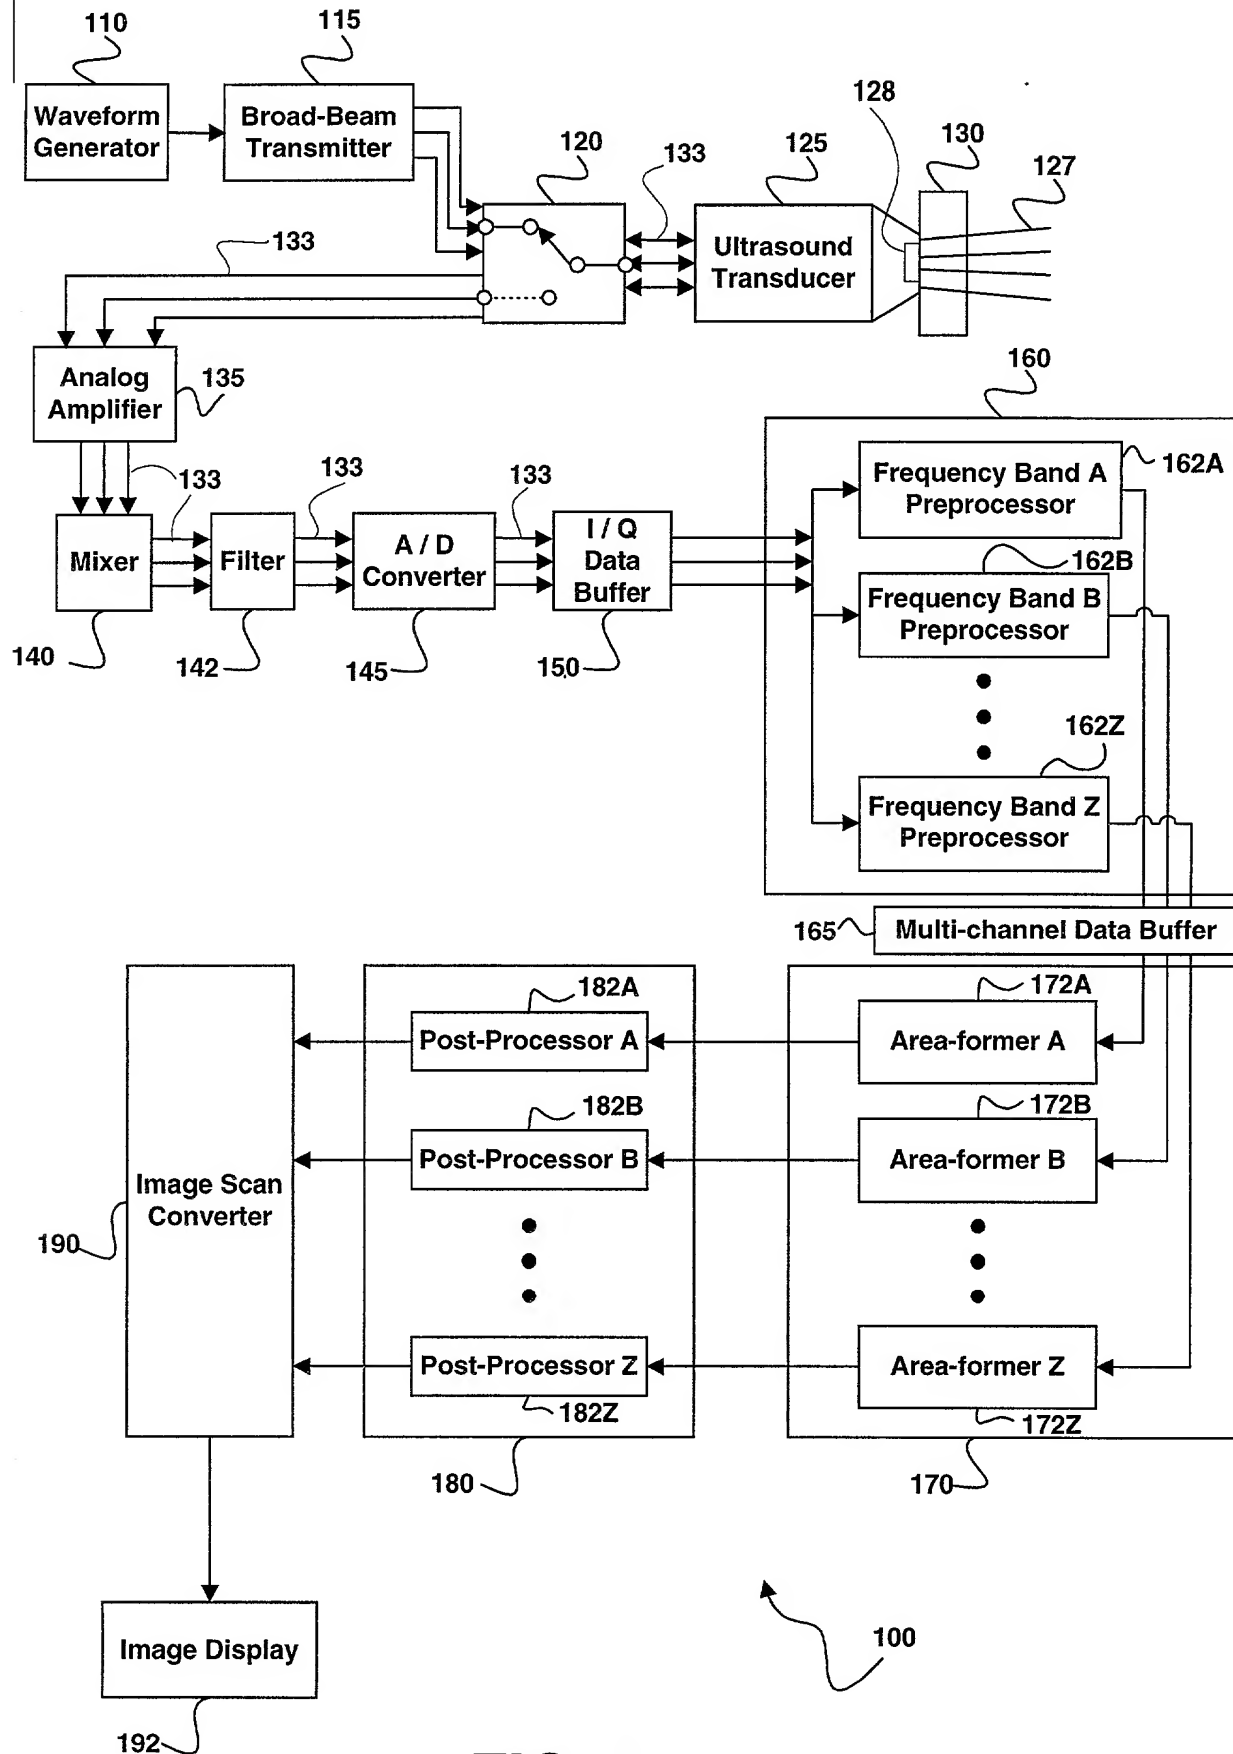 110
115
Waveform
Generator
Broad-Beam
Transmitter
120
133
125
128
130
127
Ultrasound
Transducer
133
Analog
Amplifier
135
160
133
133
133
Mixer
Filter
A / D
Converter
I / Q
Data
Buffer
140
142
145
150
Frequency Band A
Preprocessor
162A
162B
Frequency Band B
Preprocessor
162Z
Frequency Band Z
Preprocessor
165
Multi-channel Data Buffer
182A
172A
Post-Processor A
Area-former A
182B
172B
Post-Processor B
Area-former B
Image Scan
Converter
190
Post-Processor Z
Area-former Z
182Z
172Z
180
170
Image Display
192
100